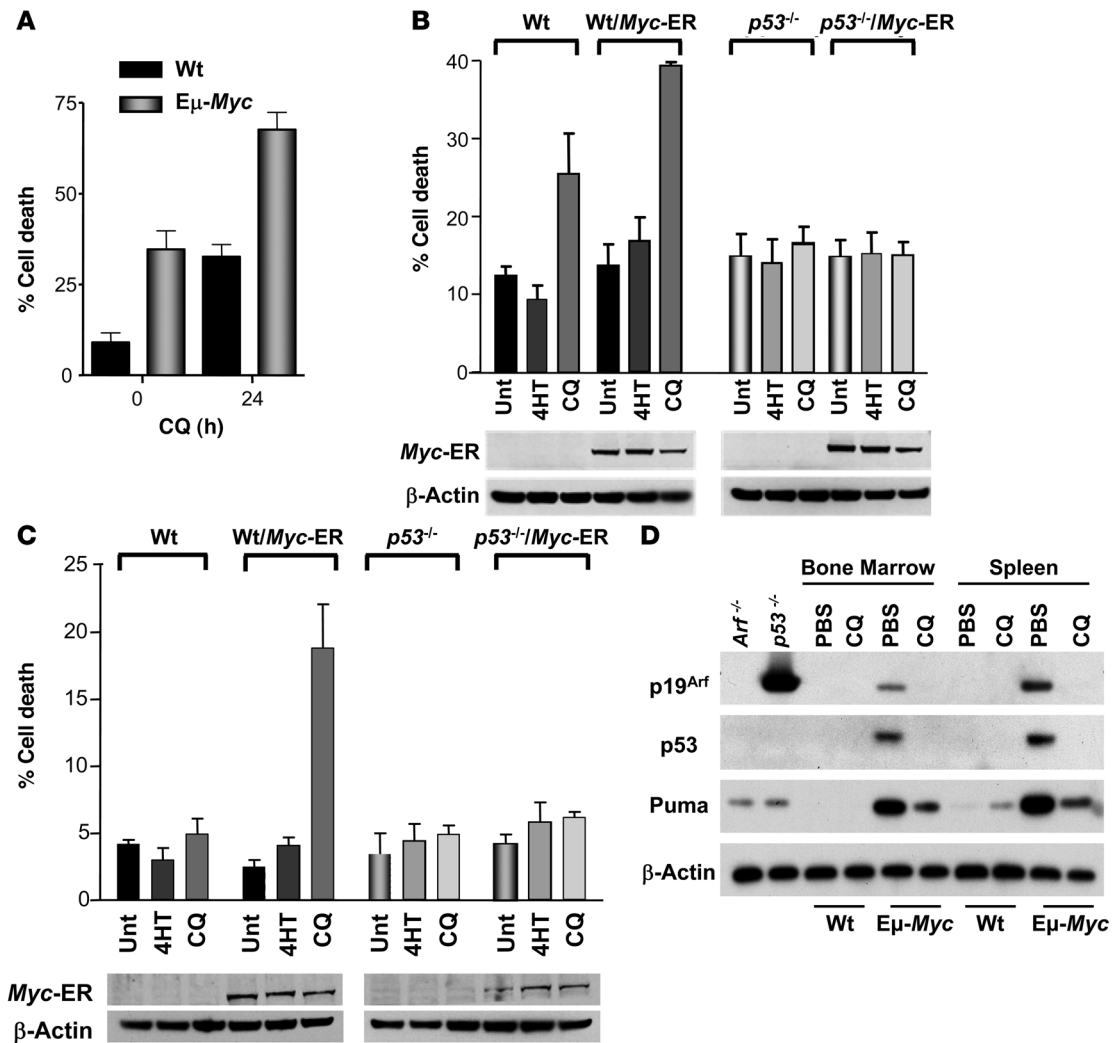 A
Wt
Eμ-Myc
75
50
25
0
% Cell death
0
24
CQ (h)
B
Wt
Wt/Myc-ER
p53-/-
p53-/-/Myc-ER
40
30
20
10
0
% Cell death
Unt
4HT
CQ
Unt
4HT
CQ
Unt
4HT
CQ
Unt
4HT
CQ
Myc-ER
β-Actin
C
Wt
Wt/Myc-ER
p53-/-
p53-/-/Myc-ER
25
20
15
10
5
0
% Cell death
Unt
4HT
CQ
Unt
4HT
CQ
Unt
4HT
CQ
Unt
4HT
CQ
Myc-ER
β-Actin
D
Bone Marrow
Spleen
Arf -/-
p53 -/-
PBS
CQ
PBS
CQ
PBS
CQ
PBS
CQ
p19Arf
p53
Puma
β-Actin
Wt
Eμ-Myc
Wt
Eμ-Myc